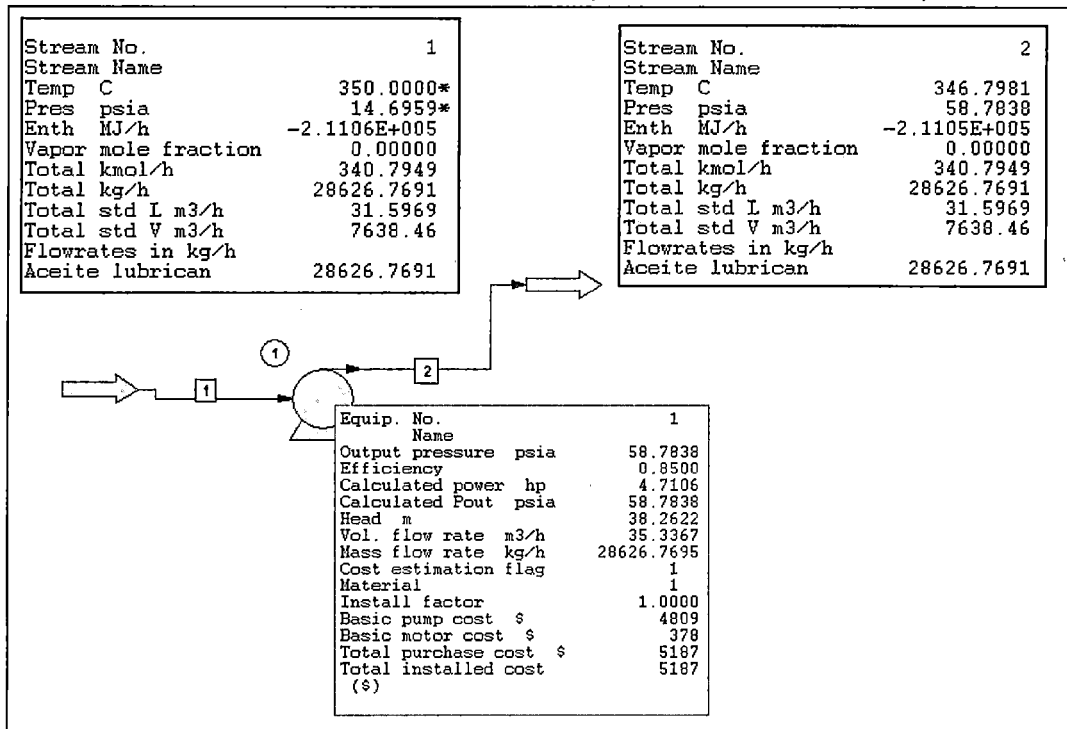 Stream No. 1
Stream Name
Temp C 350.0000*
Pres psia 14.6959*
Enth MJ/h -2.1106E+005
Vapor mole fraction 0.00000
Total kmol/h 340.7949
Total kg/h 28626.7691
Total std L m3/h 31.5969
Total std V m3/h 7638.46
Flowrates in kg/h
Aceite lubrican 28626.7691
Stream No. 2
Stream Name
Temp C 346.7981
Pres psia 58.7838
Enth MJ/h -2.1105E+005
Vapor mole fraction 0.00000
Total kmol/h 340.7949
Total kg/h 28626.7691
Total std L m3/h 31.5969
Total std V m3/h 7638.46
Flowrates in kg/h
Aceite lubrican 28626.7691
1
2
1
Equip. No. 1
Name
Output pressure psia 58.7838
Efficiency 0.8500
Calculated power hp 4.7106
Calculated Pout psia 58.7838
Head m 38.2622
Vol. flow rate m3/h 35.3367
Mass flow rate kg/h 28626.7695
Cost estimation flag 1
Material 1
Install factor 1.0000
Basic pump cost $ 4809
Basic motor cost $ 378
Total purchase cost $ 5187
Total installed cost 5187
($)